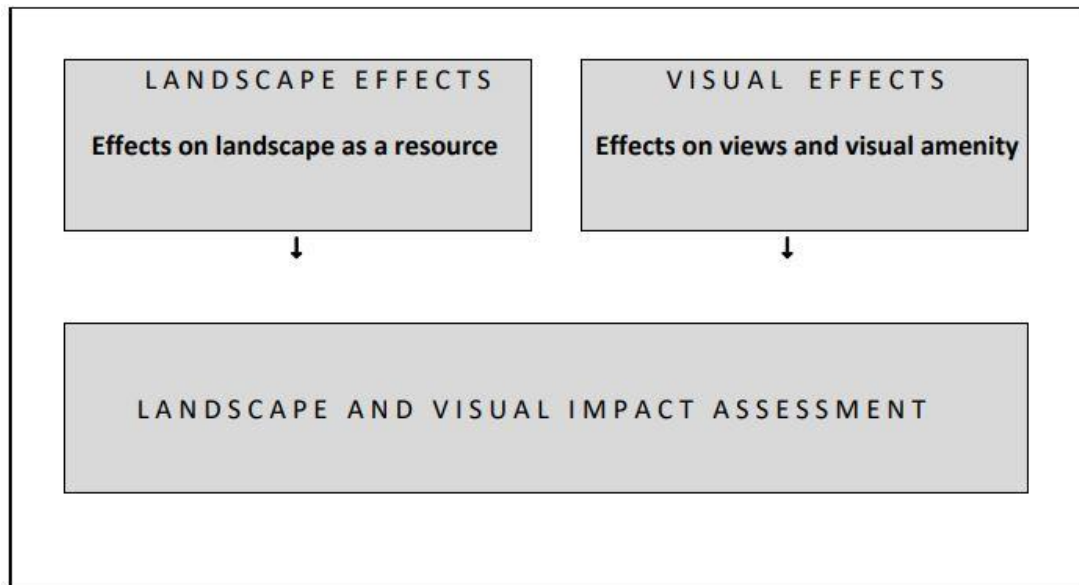 LANDSCAPE EFFECTS
Effects on landscape as a resource
VISUAL EFFECTS
Effects on views and visual amenity
LANDSCAPE AND VISUAL IMPACT ASSESSMENT